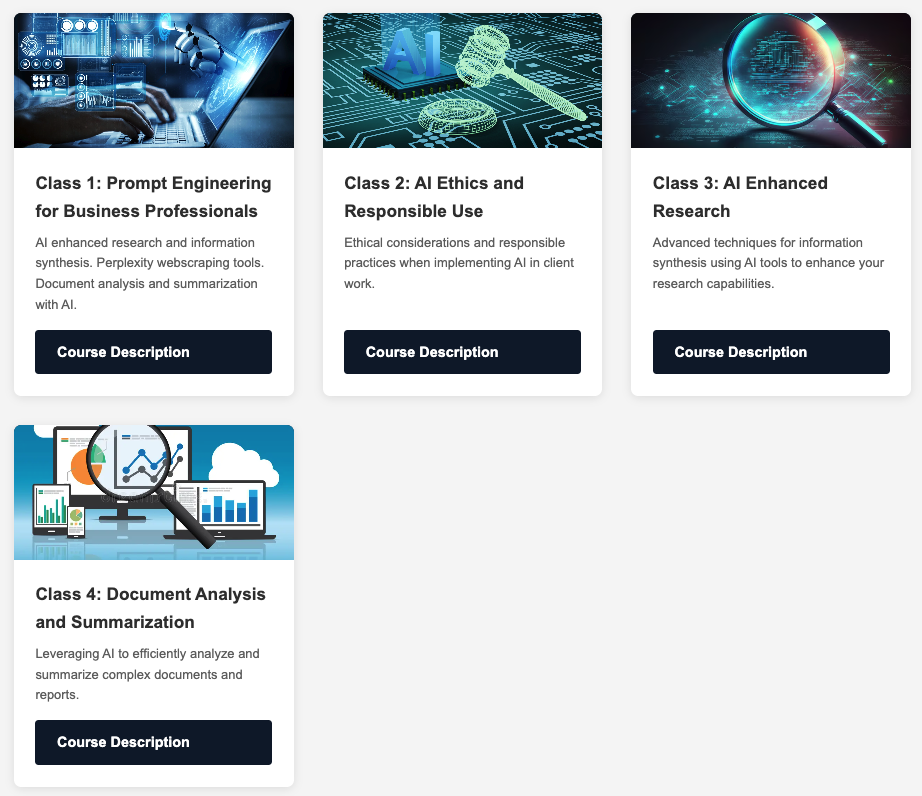 Class 1: Prompt Engineering
for Business Professionals
AI enhanced research and information
synthesis. Perplexity webscraping tools.
Document analysis and summarization
with AI.
Course Description
AI
Class 2: AI Ethics and
Responsible Use
Ethical considerations and responsible
practices when implementing AI in client
work.
Course Description
Class 3: AI Enhanced
Research
Advanced techniques for information
synthesis using AI tools to enhance your
research capabilities.
Course Description
Class 4: Document Analysis
and Summarization
Leveraging AI to efficiently analyze and
summarize complex documents and
reports.
Course Description